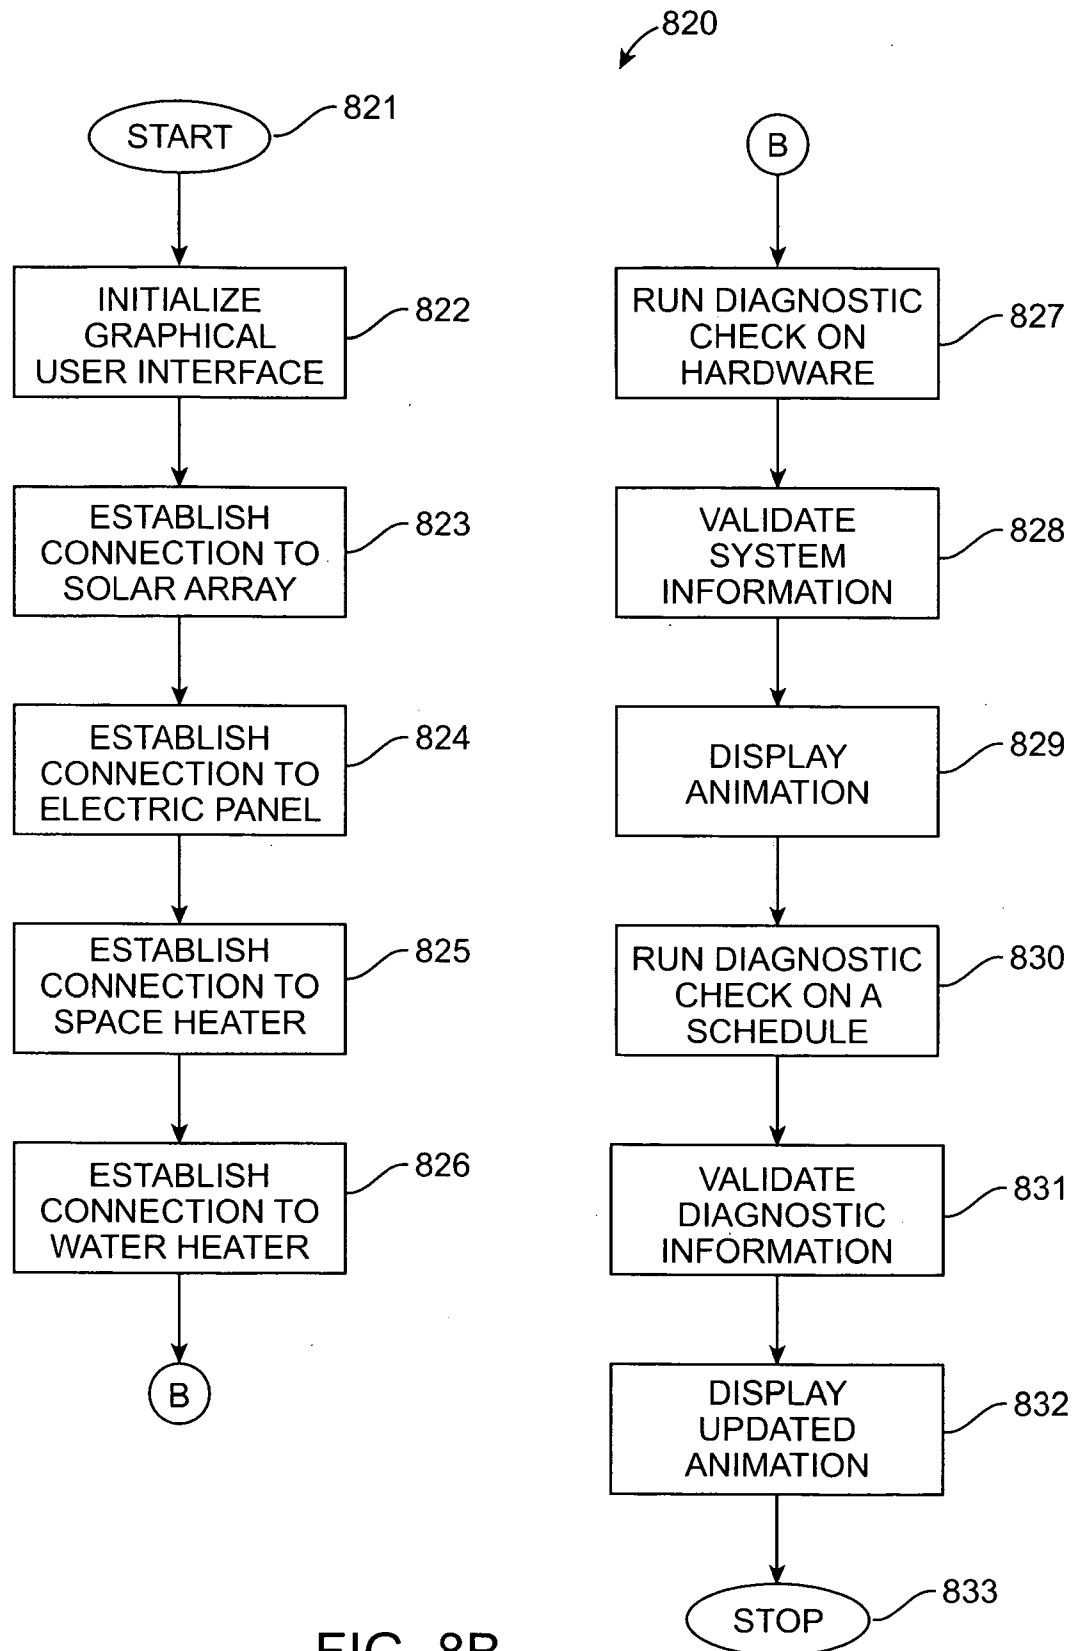 820
START
821
INITIALIZE
GRAPHICAL
USER INTERFACE
822
ESTABLISH
CONNECTION TO
SOLAR ARRAY
823
ESTABLISH
CONNECTION TO
ELECTRIC PANEL
824
ESTABLISH
CONNECTION TO
SPACE HEATER
825
ESTABLISH
CONNECTION TO
WATER HEATER
826
B
B
RUN DIAGNOSTIC
CHECK ON
HARDWARE
827
VALIDATE
SYSTEM
INFORMATION
828
DISPLAY
ANIMATION
829
RUN DIAGNOSTIC
CHECK ON A
SCHEDULE
830
VALIDATE
DIAGNOSTIC
INFORMATION
831
DISPLAY
UPDATED
ANIMATION
832
STOP
833
FIG. 8B